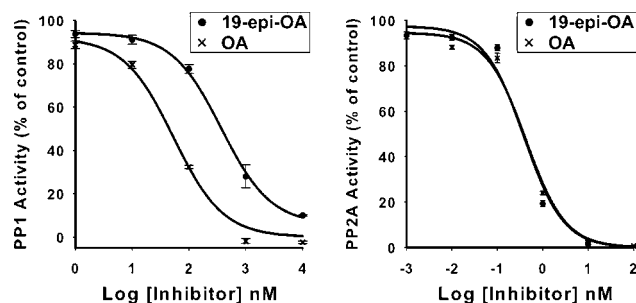 19-epi-OA
OA
PP1 Activity (% of control)
100
80
60
40
20
0
0
1
2
3
4
Log [Inhibitor] nM
19-epi-OA
OA
PP2A Activity (% of control)
100
80
60
40
20
0
-3
-2
-1
0
1
2
Log [Inhibitor] nM